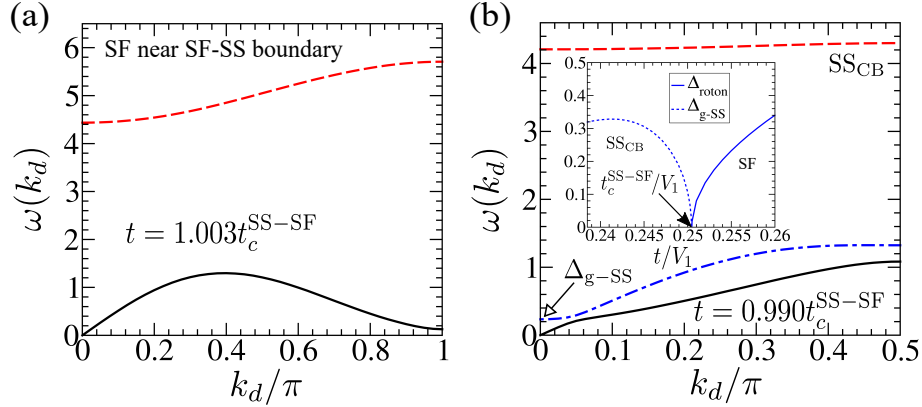 (a)
SF near SF-SS boundary
6
5
4
3
2
1
0
ω(k_d)
t = 1.003t_c^{SS−SF}
0 0.2 0.4 0.6 0.8 1
k_d/π
(b)
SS_CB
4
3
2
1
0
ω(k_d)
0.5
0.4
0.3
0.2
0.1
0
Δ_roton
Δ_g-SS
SS_CB
SF
t_c^{SS−SF}/V_1
0.24 0.245 0.25 0.255 0.26
t/V_1
Δ_g−SS
t = 0.990t_c^{SS−SF}
0 0.1 0.2 0.3 0.4 0.5
k_d/π